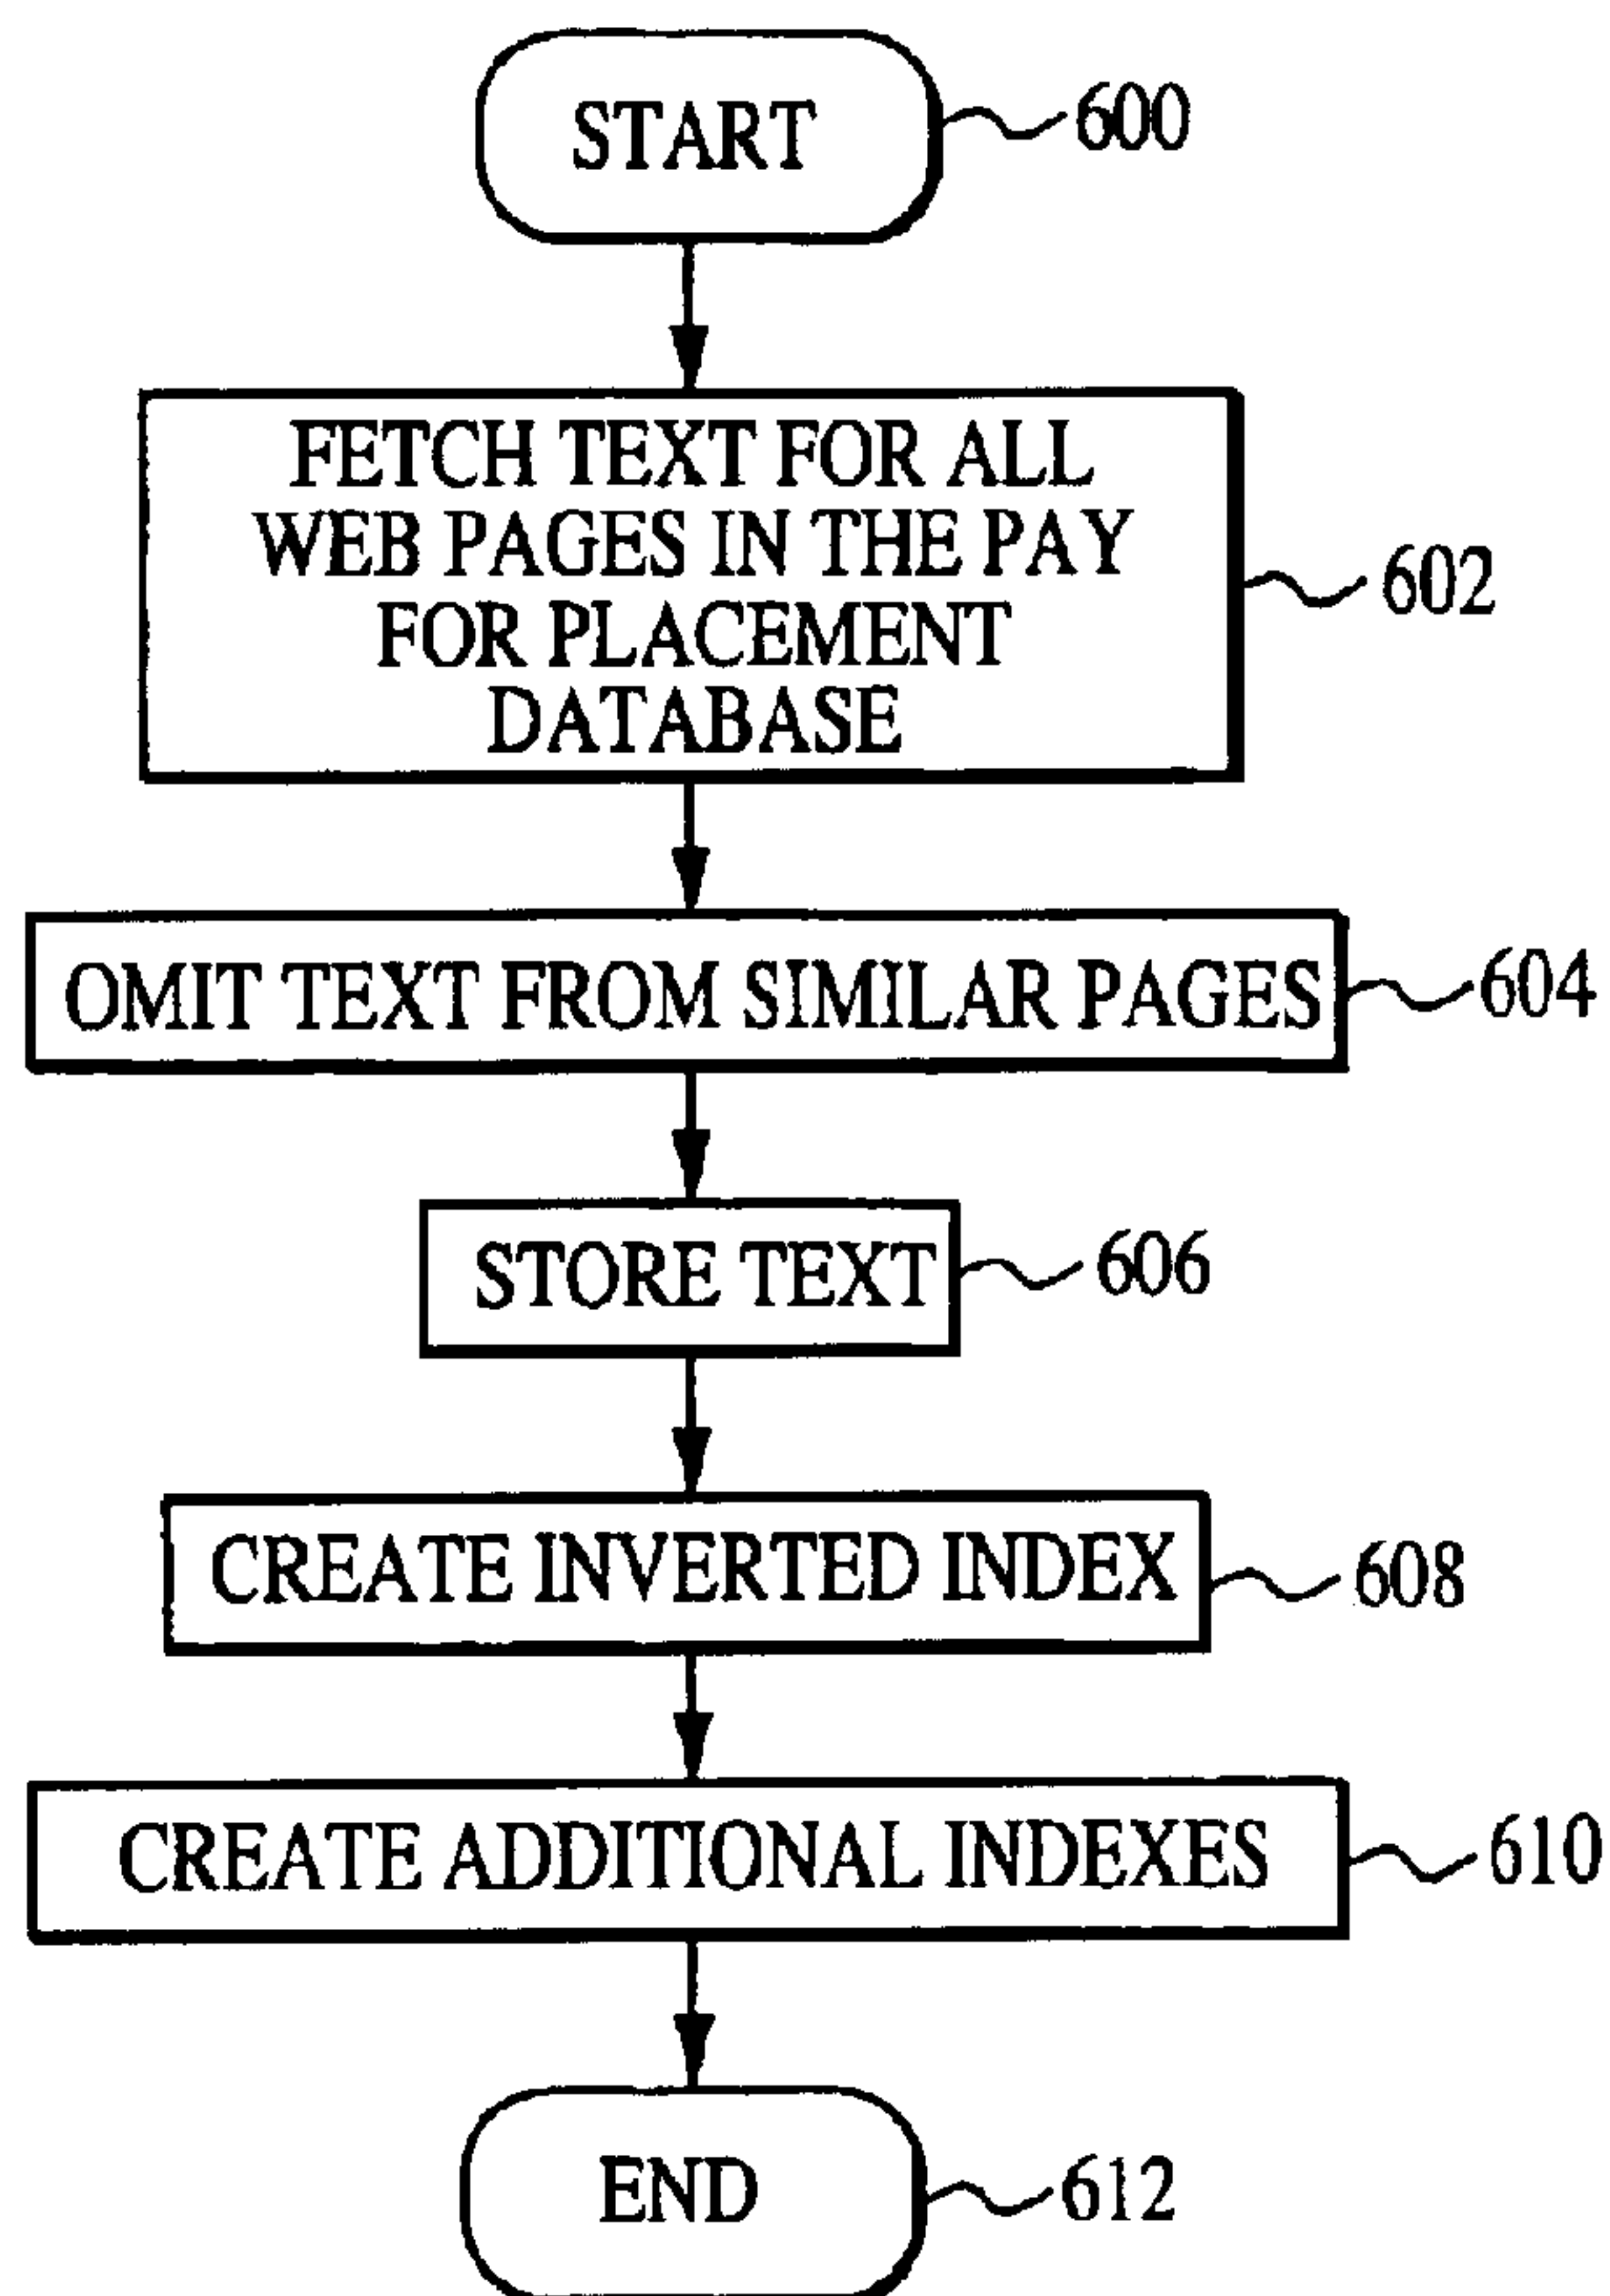 START
600
FETCH TEXT FOR ALL
WEB PAGES IN THE PAY
FOR PLACEMENT
DATABASE
602
OMIT TEXT FROM SIMILAR PAGES
604
STORE TEXT
606
CREATE INVERTED INDEX
608
CREATE ADDITIONAL INDEXES
610
END
612